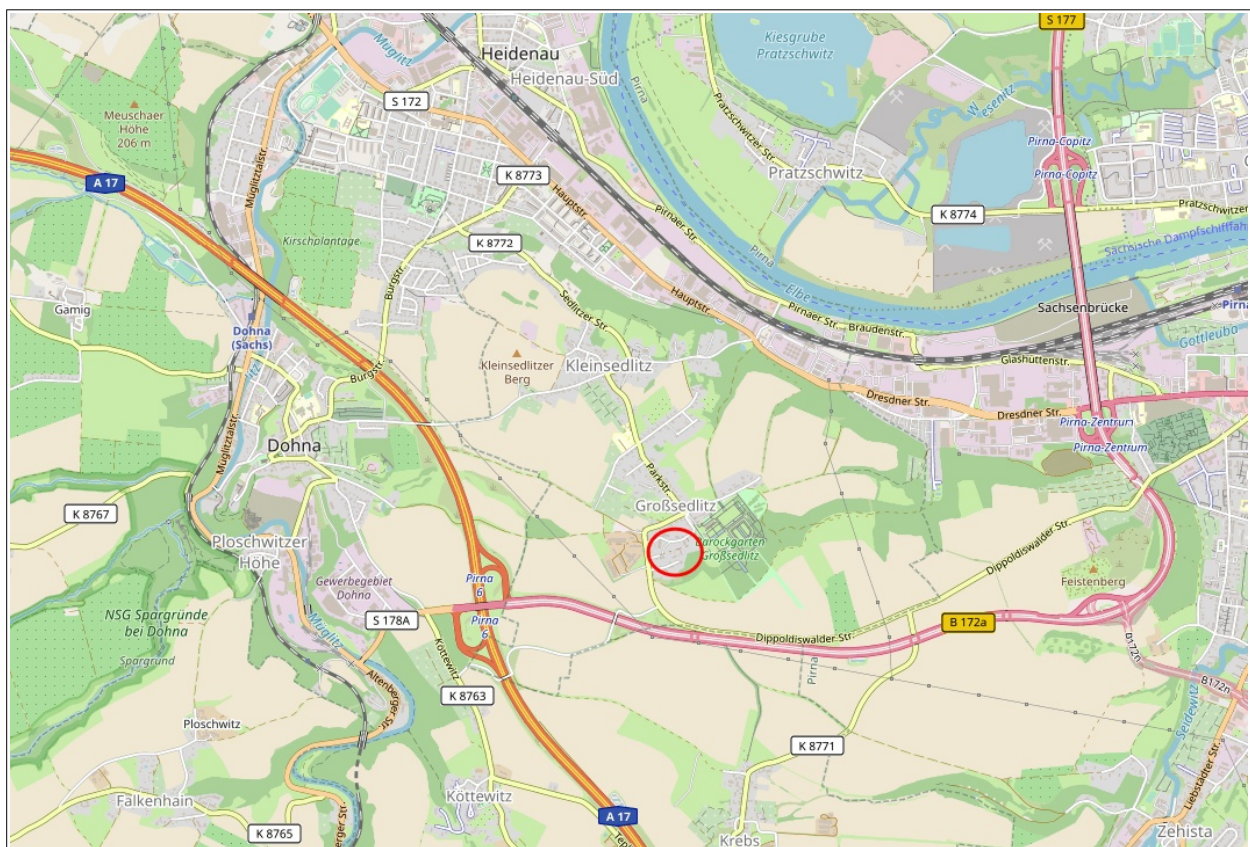 S 177
Müglitz
Heidenau
Heidenau-Süd
Kiesgrube
Pratzschwitz
Meuschaer
Höhe
206 m
S 172
Pirna
Pratzschwitzer Str.
Wesenitz
Pirna-Copitz
Pirna-Copitz
A 17
Müglitztalstr.
K 8773
Hauptstr.
Pratzschwitz
K 8774
Pratzschwitzer
Kirschplantage
K 8772
Pirnaer Str.
Pirna
Sächsische Dampfschifffahrt
Burgstr.
Elbe
Gamig
Sedlitzer Str.
Hauptstr.
Pirnaer Str.
Braudenstr.
Sachsenbrücke
Pirna
Dohna
(Sachs)
Gottleuba
Kleinsedlitzer
Berg
Kleinsedlitz
Glashüttenstr.
Burgstr.
Dresdner Str.
Dresdner Str.
Pirna-Zentrum
Pirna-Zentrum
Müglitztalstr.
Dohna
Parkstr.
K 8767
Großsedlitz
Ploschwitzer
Höhe
Barockgarten
Großsedlitz
Dippoldiswalder Str.
Gewerbegebiet
Dohna
Pirna
6
Feistenberg
NSG Spargründe
bei Dohna
Müglitz
S 178A
Pirna
6
Dippoldiswalder Str.
B 172a
Spargrund
Köttewitz
Pirna
B172n
B172n
Altenberger Str.
K 8763
Seidewitz
Ploschwitz
K 8771
Liebstädter Str.
Falkenhain
Köttewitz
A 17
K 8765
Krebs
Zehista